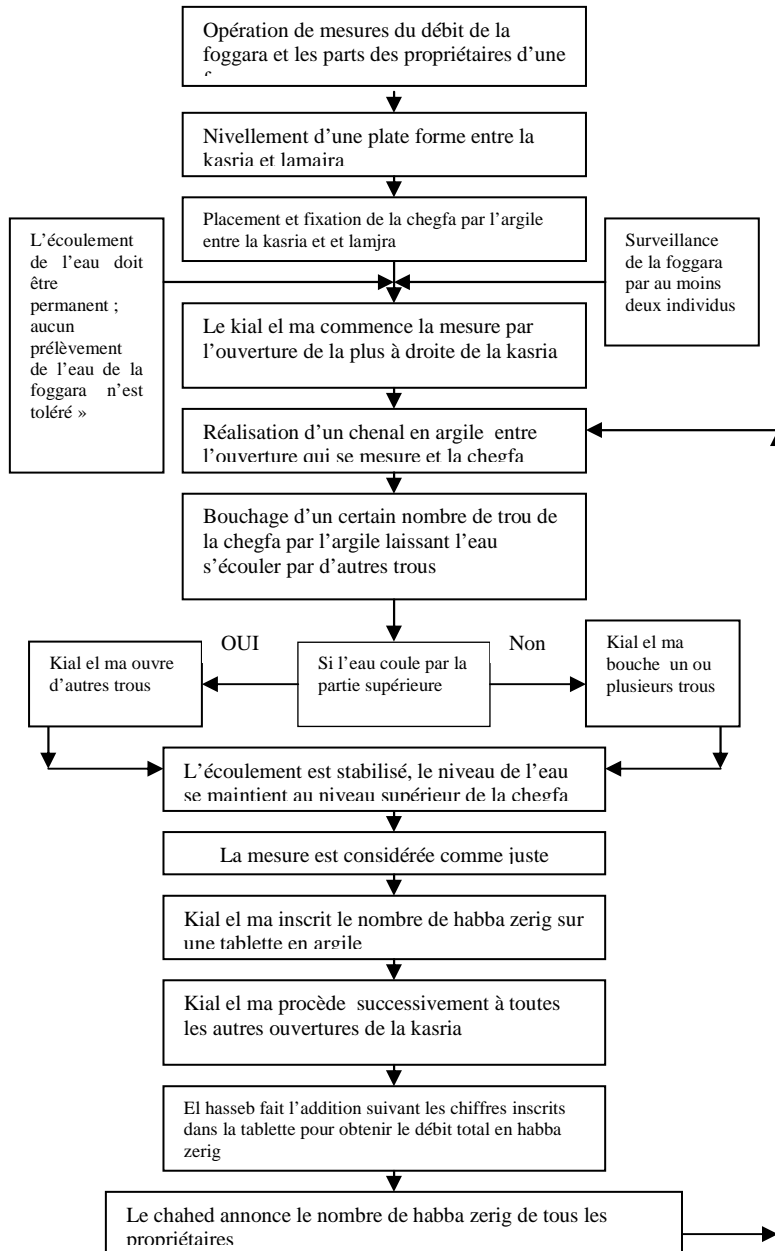 Opération de mesures du débit de la
foggara et les parts des propriétaires d’une
Nivellement d’une plate forme entre la
kasria et lamajra
Placement et fixation de la chegfa par l’argile
entre la kasria et et lamjra
L’écoulement
de l’eau doit
être
permanent ;
aucun
prélèvement
de l’eau de la
foggara n’est
toléré »
Surveillance
de la foggara
par au moins
deux individus
Le kial el ma commence la mesure par
l’ouverture de la plus à droite de la kasria
Réalisation d’un chenal en argile entre
l’ouverture qui se mesure et la chegfa
Bouchage d’un certain nombre de trou de
la chegfa par l’argile laissant l’eau
s’écouler par d’autres trous
OUI
Non
Kial el ma ouvre
d’autres trous
Si l’eau coule par la
partie supérieure
Kial el ma
bouche un ou
plusieurs trous
L’écoulement est stabilisé, le niveau de l’eau
se maintient au niveau supérieur de la chegfa
La mesure est considérée comme juste
Kial el ma inscrit le nombre de habba zerig sur
une tablette en argile
Kial el ma procède successivement à toutes
les autres ouvertures de la kasria
El hasseb fait l’addition suivant les chiffres inscrits
dans la tablette pour obtenir le débit total en habba
zerig
Le chahed annonce le nombre de habba zerig de tous les
propriétaires